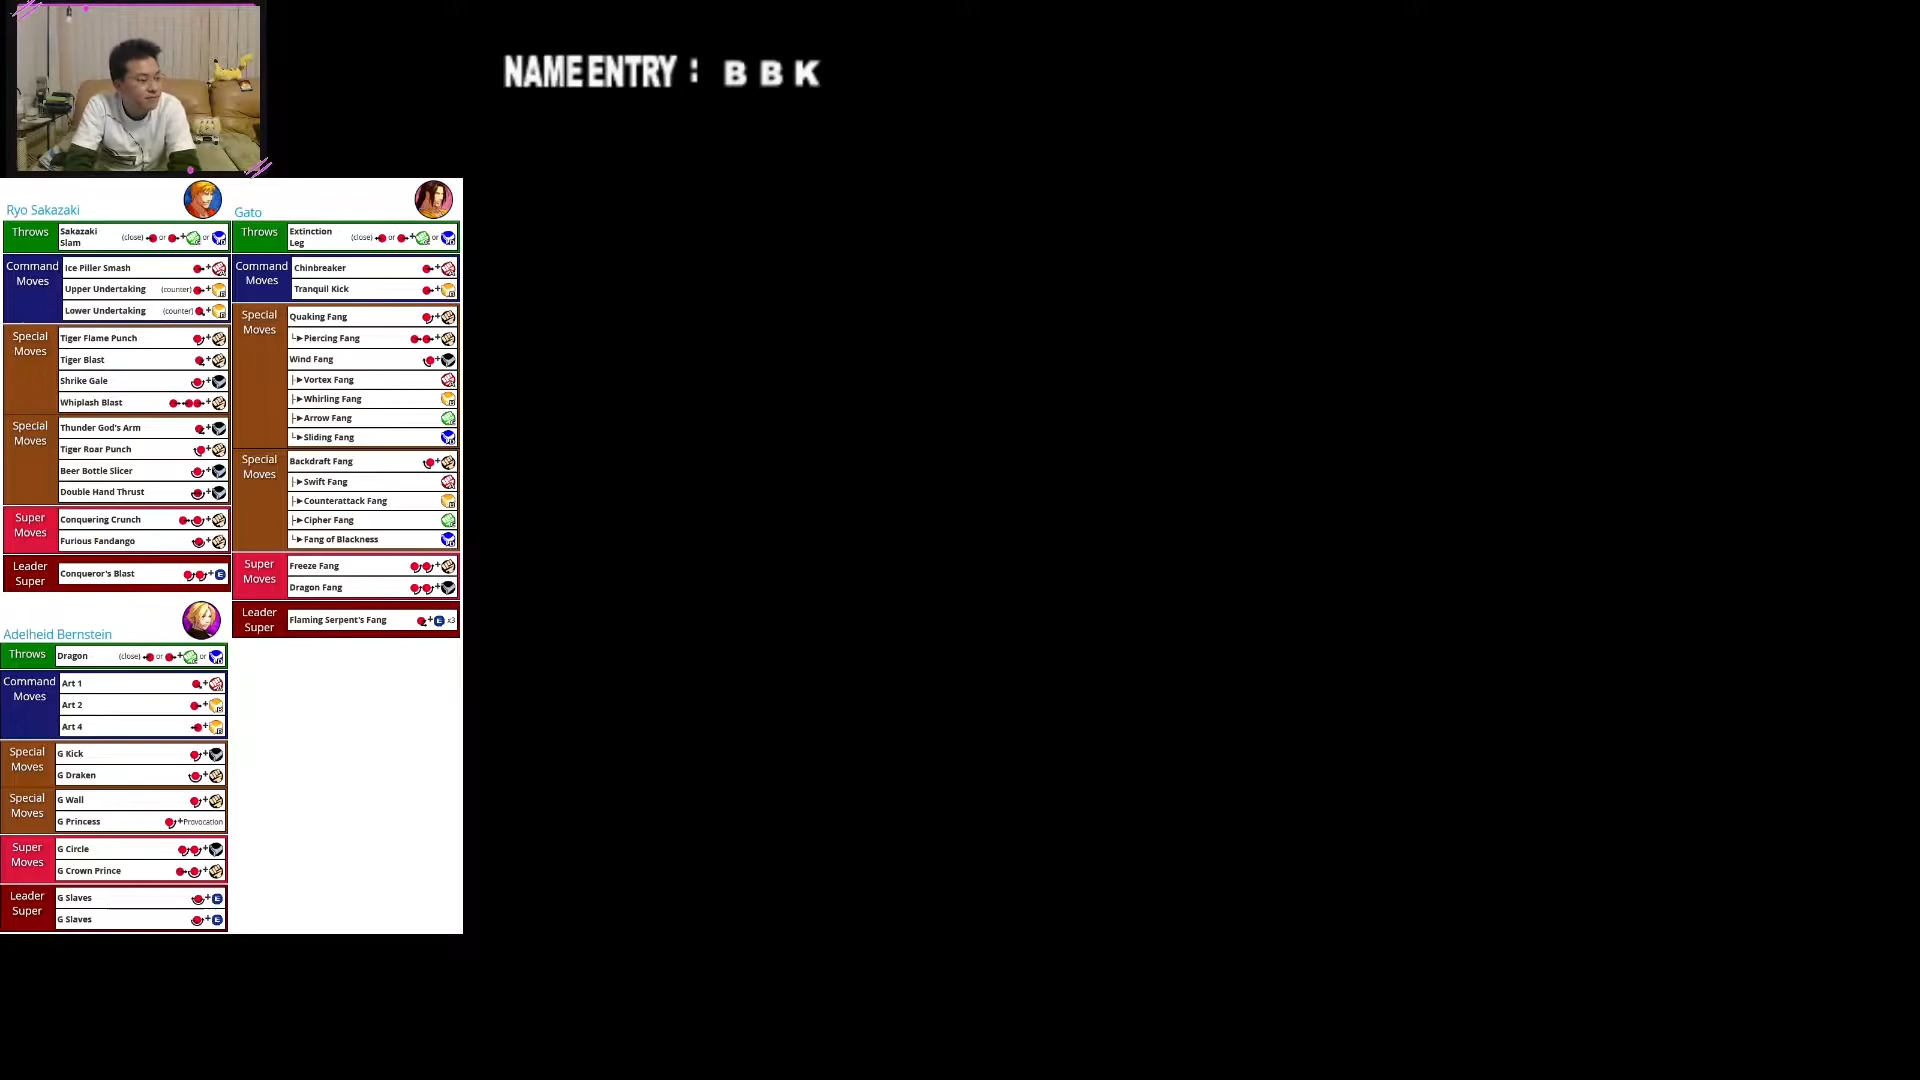 NAME ENTRY : B B K
Ryo Sakazaki
Throws
Sakazaki Slam (close) or + or
Command Moves
Ice Piller Smash +
Upper Undertaking (counter) +
Lower Undertaking (counter) +
Special Moves
Tiger Flame Punch +
Tiger Blast +
Shrike Gale +
Whiplash Blast +
Special Moves
Thunder God's Arm +
Tiger Roar Punch +
Beer Bottle Slicer +
Double Hand Thrust +
Super Moves
Conquering Crunch +
Furious Fandango +
Leader Super
Conqueror's Blast + E
Gato
Throws
Extinction Leg (close) or + or
Command Moves
Chinbreaker +
Tranquil Kick +
Special Moves
Quaking Fang +
Piercing Fang +
Wind Fang +
Vortex Fang
Whirling Fang
Arrow Fang
Sliding Fang
Special Moves
Backdraft Fang +
Swift Fang
Counterattack Fang
Cipher Fang
Fang of Blackness
Super Moves
Freeze Fang +
Dragon Fang +
Leader Super
Flaming Serpent's Fang + E x3
Adelheid Bernstein
Throws
Dragon (close) or + or
Command Moves
Art 1 +
Art 2 +
Art 4 +
Special Moves
G Kick +
G Draken +
Special Moves
G Wall +
G Princess +Provocation
Super Moves
G Circle +
G Crown Prince +
Leader Super
G Slaves + E
G Slaves + E